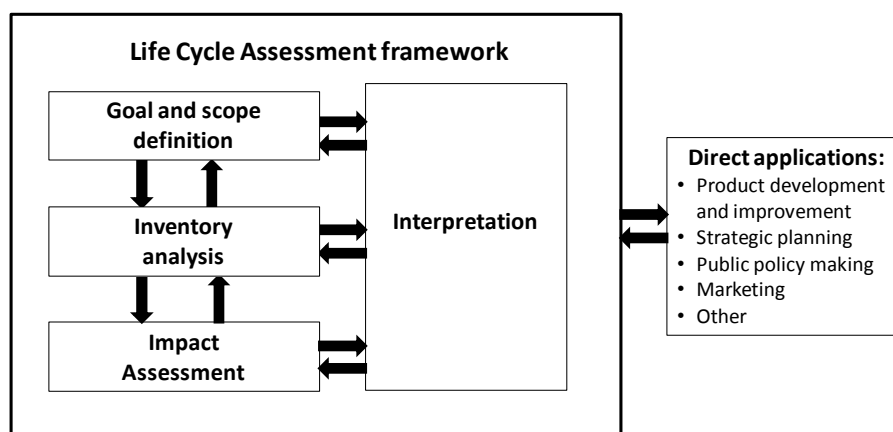 Life Cycle Assessment framework
Goal and scope
definition
Inventory
analysis
Impact
Assessment
Interpretation
Direct applications:
• Product development
and improvement
• Strategic planning
• Public policy making
• Marketing
• Other